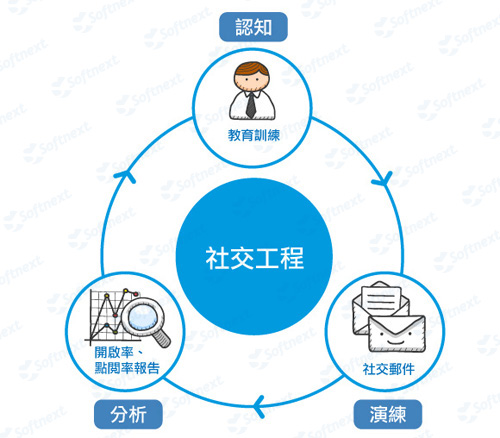 認知
教育訓練
社交工程
開啟率、
點閱率報告
社交郵件
分析
演練
Softnext